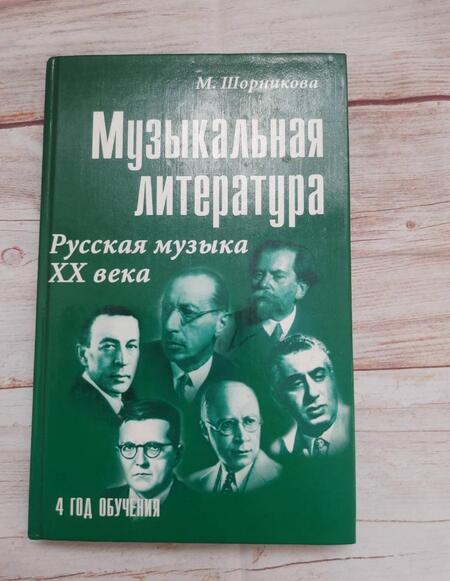 М. Шорникова
Музыкальная
литература
Русская музыка
XX века
4 ГОД ОБУЧЕНИЯ